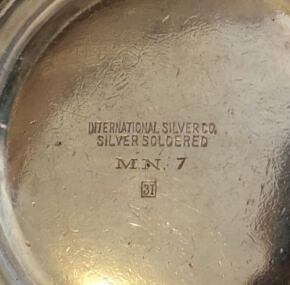 INTERNATIONAL SILVER CO.
SILVER SOLDERED
M.N. 7
31